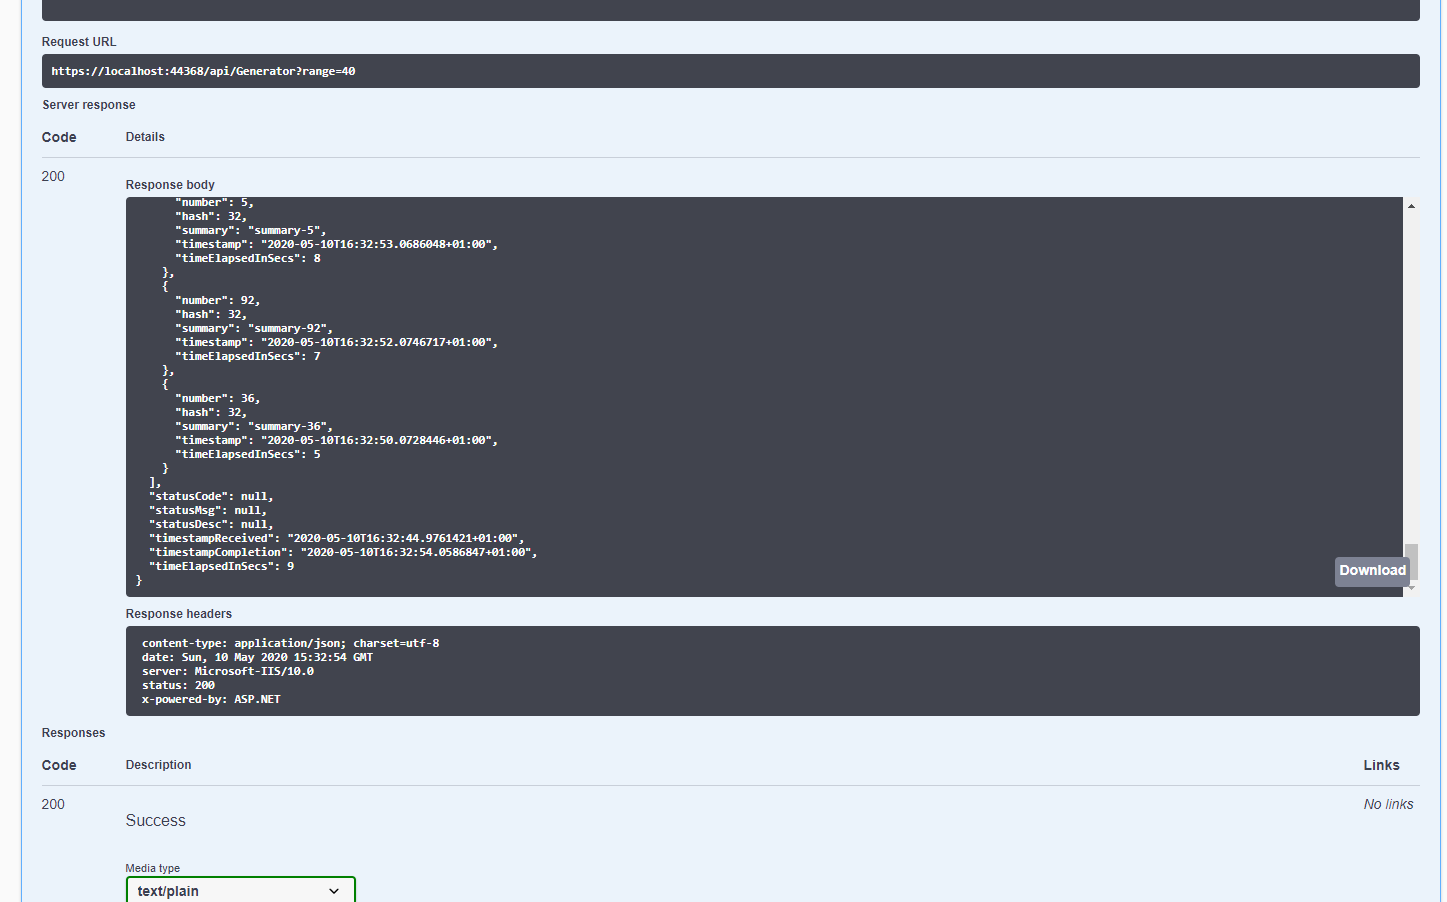 Request URL
https://localhost:44368/api/Generator?range=40
Server response
Code Details
200
Response body
"number": 5,
"hash": 32,
"summary": "summary-5",
"timestamp": "2020-05-10T16:32:53.0686048+01:00",
"timeElapsedInSecs": 8
},
{
"number": 92,
"hash": 32,
"summary": "summary-92",
"timestamp": "2020-05-10T16:32:52.0746717+01:00",
"timeElapsedInSecs": 7
},
{
"number": 36,
"hash": 32,
"summary": "summary-36",
"timestamp": "2020-05-10T16:32:50.0728446+01:00",
"timeElapsedInSecs": 5
}
],
"statusCode": null,
"statusMsg": null,
"statusDesc": null,
"timestampReceived": "2020-05-10T16:32:44.9761421+01:00",
"timestampCompletion": "2020-05-10T16:32:54.0586847+01:00",
"timeElapsedInSecs": 9
}
Download
Response headers
content-type: application/json; charset=utf-8
date: Sun, 10 May 2020 15:32:54 GMT
server: Microsoft-IIS/10.0
status: 200
x-powered-by: ASP.NET
Responses
Code Description Links
200 No links
Success
Media type
text/plain